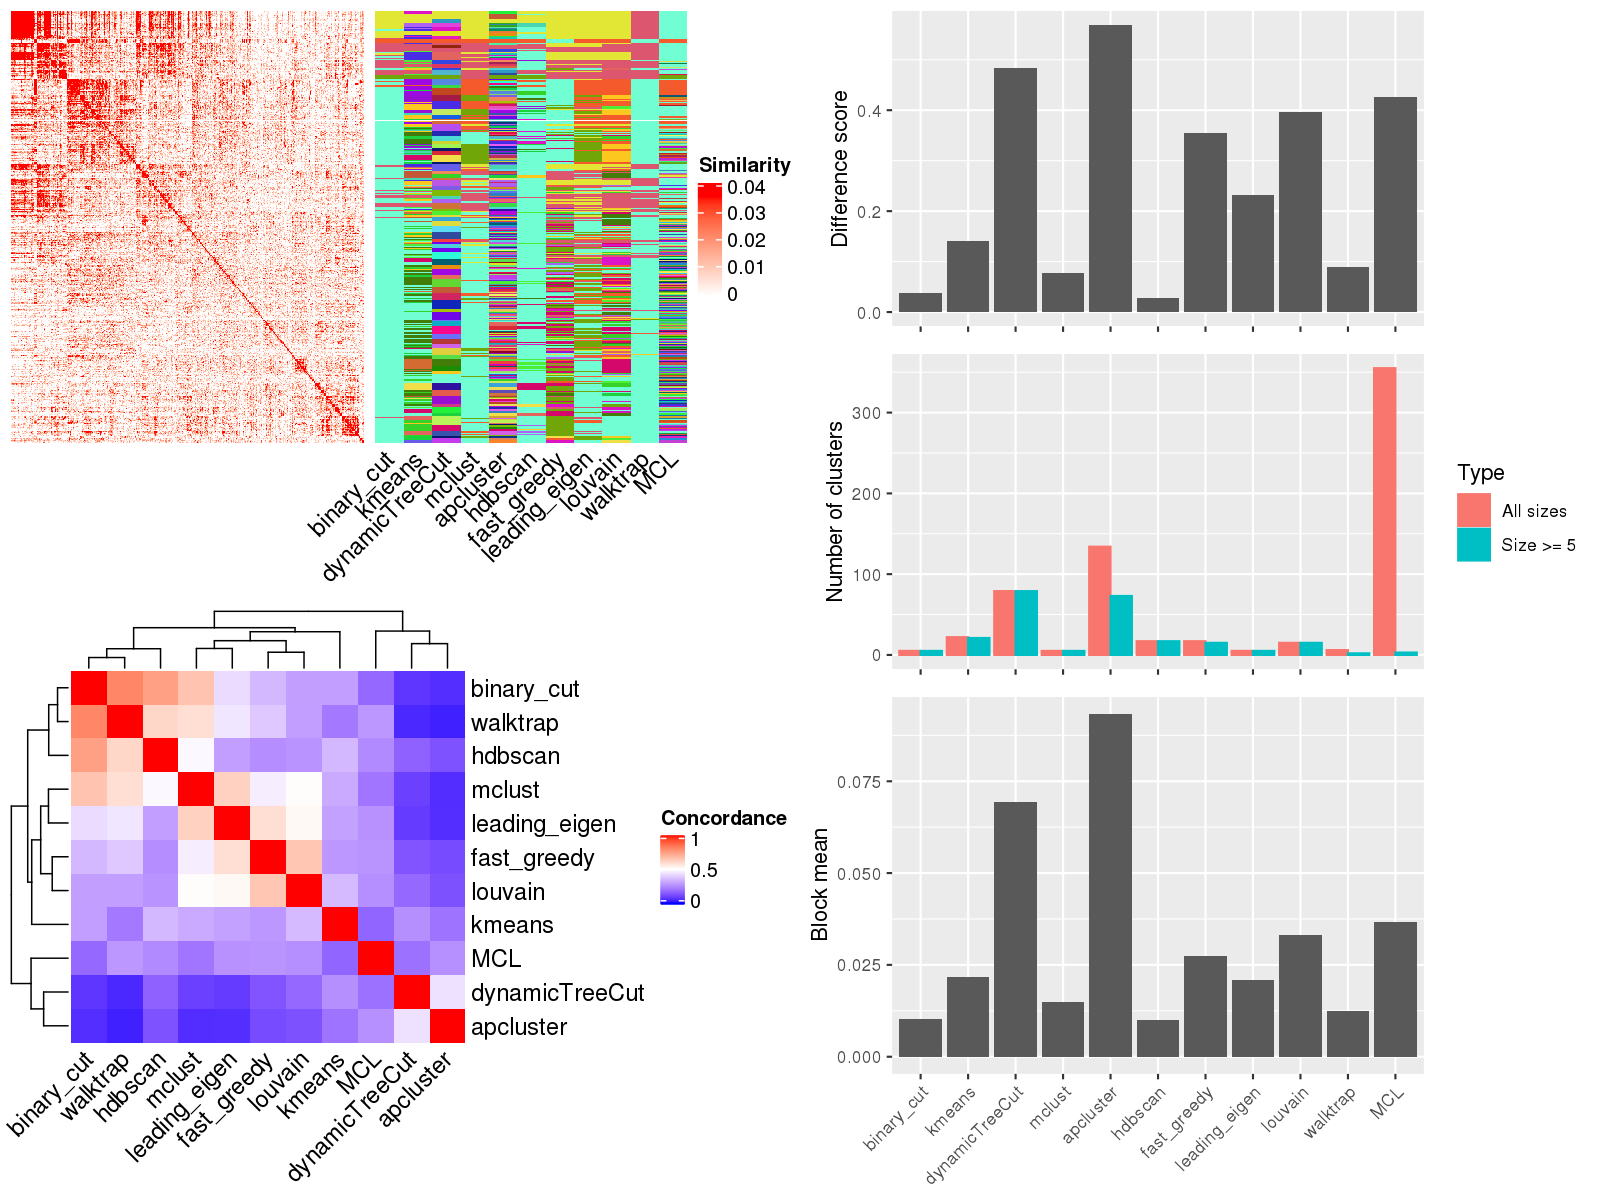 Similarity
0.04
0.03
0.02
0.01
0
binary_cut
kmeans
dynamicTreeCut
mclust
apcluster
hdbscan
fast_greedy
leading_eigen
louvain
walktrap
MCL
binary_cut
walktrap
hdbscan
mclust
leading_eigen
fast_greedy
louvain
kmeans
MCL
dynamicTreeCut
apcluster
binary_cut
walktrap
hdbscan
mclust
leading_eigen
fast_greedy
louvain
kmeans
MCL
dynamicTreeCut
apcluster
Concordance
1
0.5
0
Difference score
0.4
0.2
0.0
Number of clusters
300
200
100
0
Type
All sizes
Size >= 5
Block mean
0.075
0.050
0.025
0.000
binary_cut
kmeans
dynamicTreeCut
mclust
apcluster
hdbscan
fast_greedy
leading_eigen
louvain
walktrap
MCL